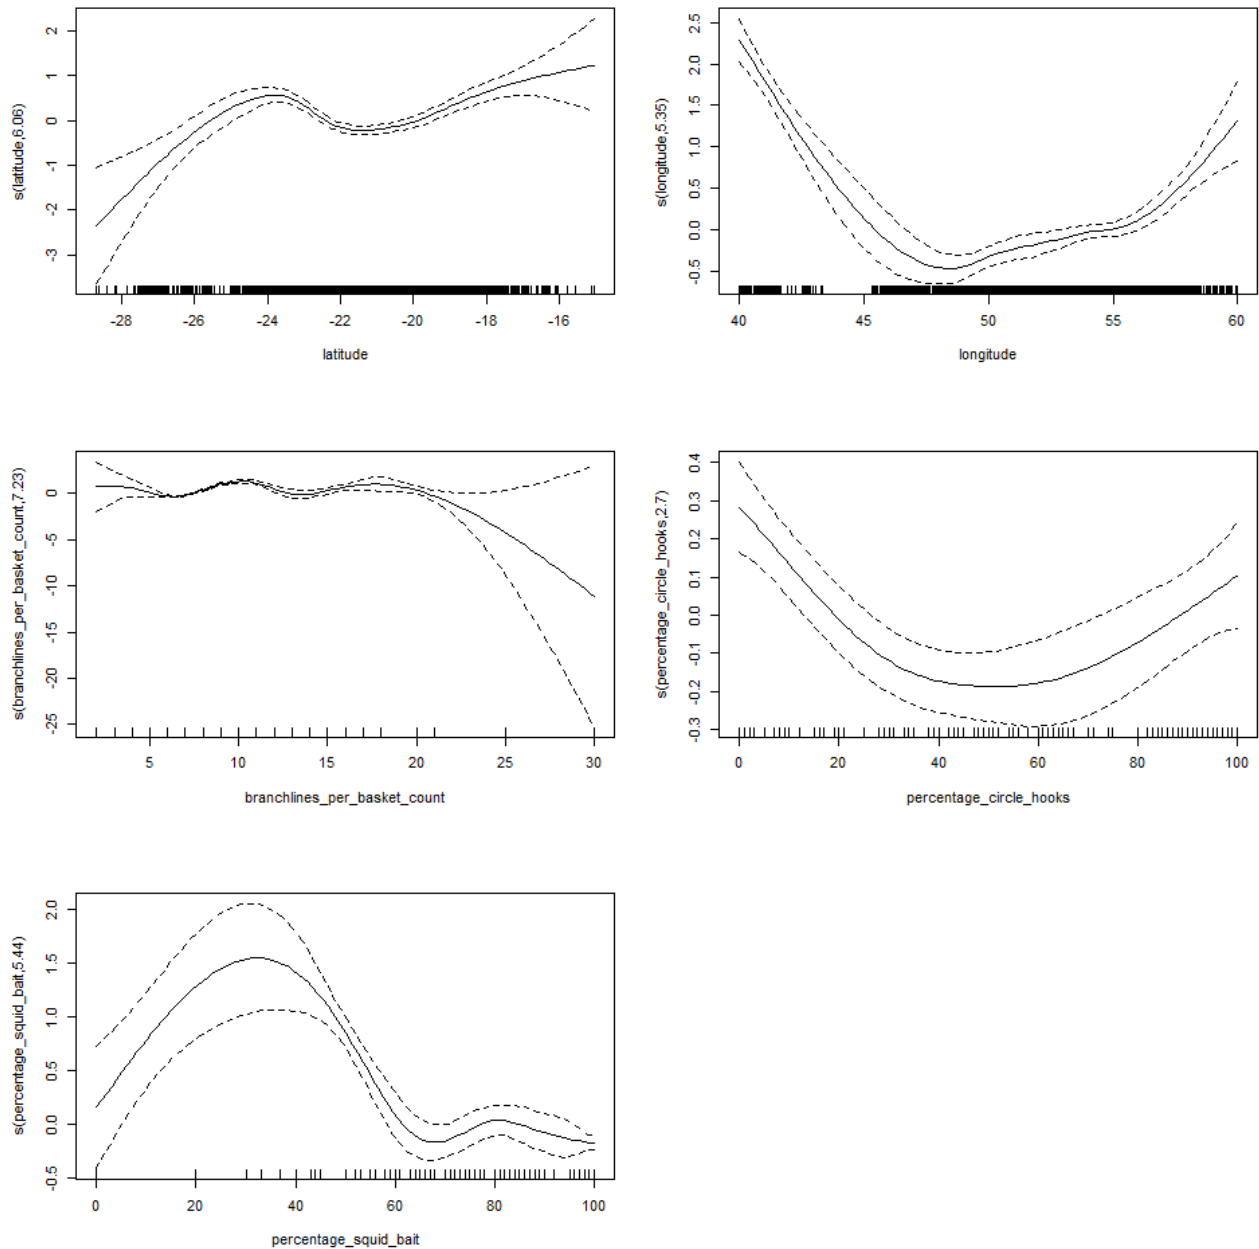 s(latitude,6.06)
2
1
0
-1
-2
-3
-28 -26 -24 -22 -20 -18 -16
latitude
s(longitude,5.35)
2.5
2.0
1.5
1.0
0.5
0.0
-0.5
40 45 50 55 60
longitude
s(branchlines_per_basket_count,7.23)
0
-5
-10
-15
-20
-25
5 10 15 20 25 30
branchlines_per_basket_count
s(percentage_circle_hooks,2.7)
0.4
0.3
0.2
0.1
0.0
-0.1
-0.2
-0.3
0 20 40 60 80 100
percentage_circle_hooks
s(percentage_squid_bait,5.44)
2.0
1.5
1.0
0.5
0.0
-0.5
0 20 40 60 80 100
percentage_squid_bait